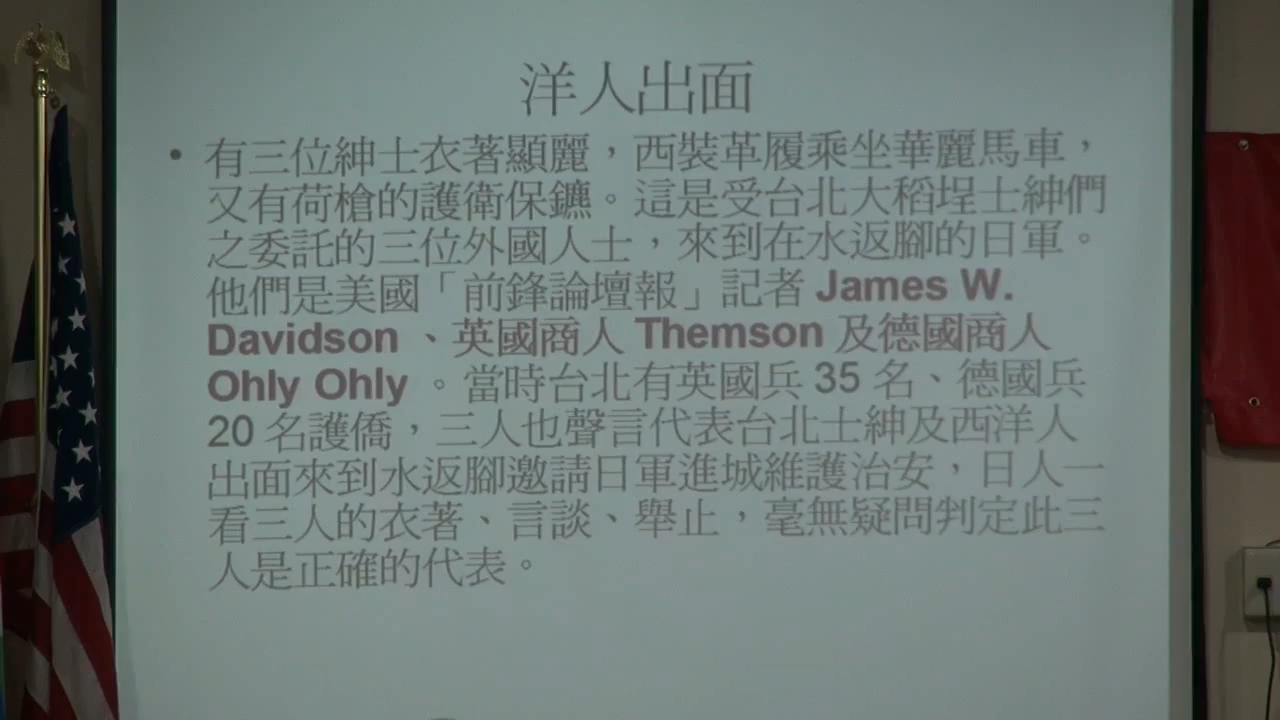 洋人出面
• 有三位紳士衣著顯麗，西裝革履乘坐華麗馬車，
又有荷槍的護衛保鑣。這是受台北大稻埕士紳們
之委託的三位外國人士，來到在水返腳的日軍。
他們是美國「前鋒論壇報」記者 James W.
Davidson 、英國商人 Themson 及德國商人
Ohly Ohly 。當時台北有英國兵 35 名、德國兵
20 名護僑，三人也聲言代表台北士紳及西洋人
出面來到水返腳邀請日軍進城維護治安，日人一
看三人的衣著、言談、舉止，毫無疑問判定此三
人是正確的代表。